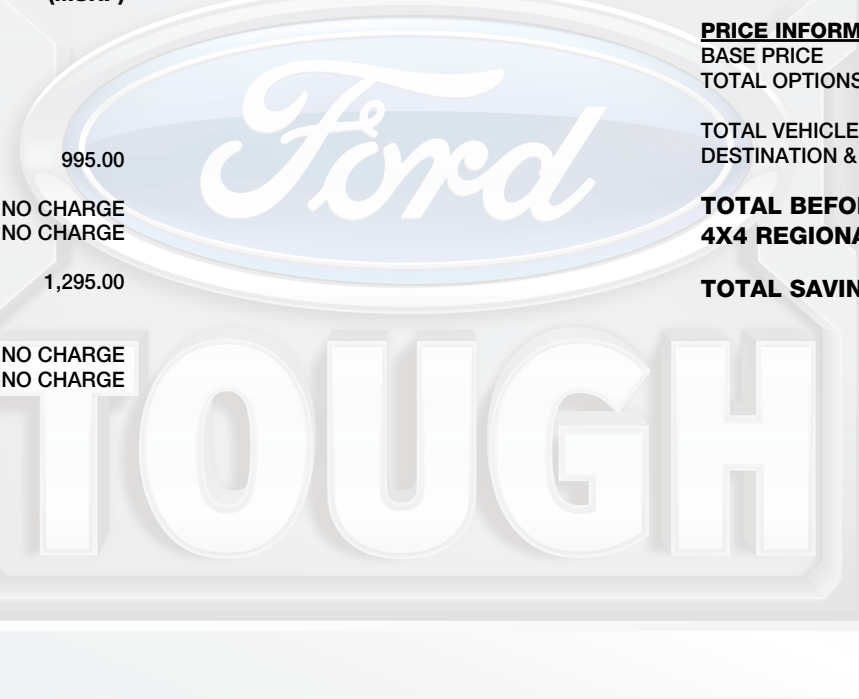 995.00
NO CHARGE
NO CHARGE
1,295.00
NO CHARGE
NO CHARGE
PRICE INFORM
BASE PRICE
TOTAL OPTIONS
TOTAL VEHICLE
DESTINATION &
TOTAL BEFO
4X4 REGIONA
TOTAL SAVIN
Ford
TOUGH